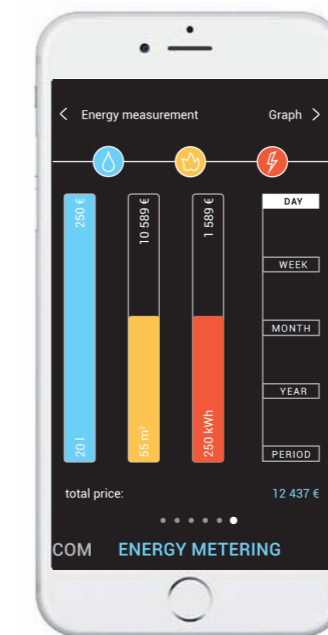 Energy measurement
Graph
250 €
20 l
10 589 €
55 m³
1 589 €
250 kWh
DAY
WEEK
MONTH
YEAR
PERIOD
total price:
12 437 €
COM
ENERGY METERING